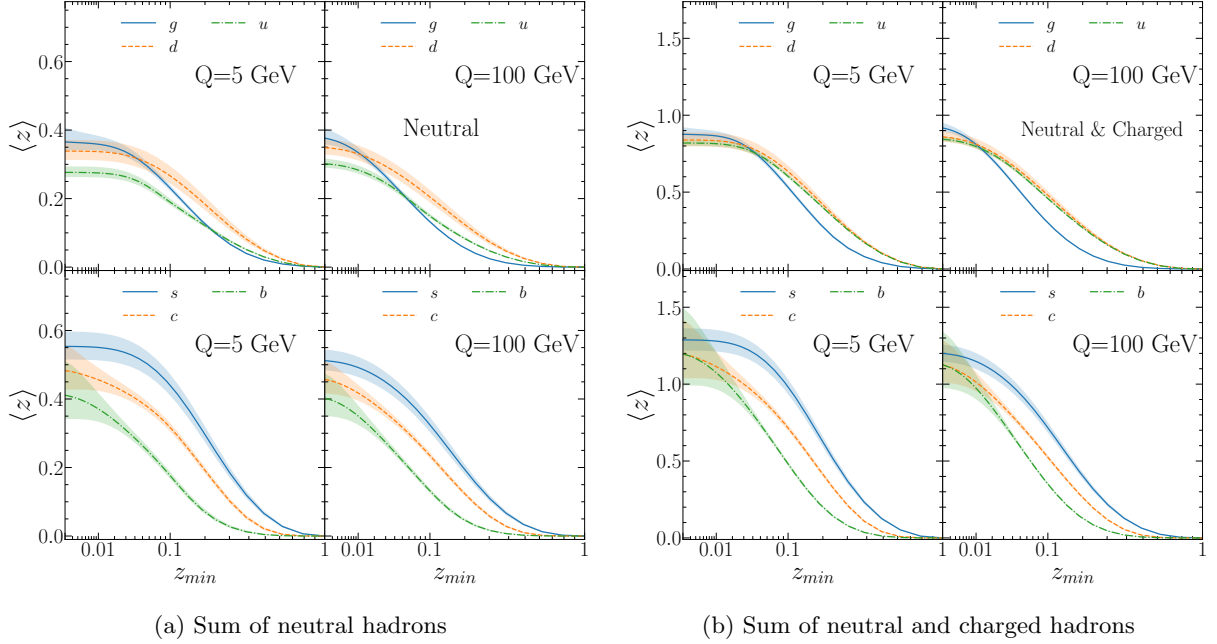 g u
d
Q=5 GeV
⟨z⟩
0.0
0.2
0.4
0.6
g u
d
Q=100 GeV
Neutral
s b
c
Q=5 GeV
⟨z⟩
0.0
0.2
0.4
0.6
0.01 0.1
z_min
s b
c
Q=100 GeV
0.1 1
z_min
(a) Sum of neutral hadrons
g u
d
Q=5 GeV
⟨z⟩
0.0
0.5
1.0
1.5
g u
d
Q=100 GeV
Neutral & Charged
s b
c
Q=5 GeV
⟨z⟩
0.0
0.5
1.0
1.5
0.01 0.1 1
z_min
s b
c
Q=100 GeV
0.01 0.1 1
z_min
(b) Sum of neutral and charged hadrons